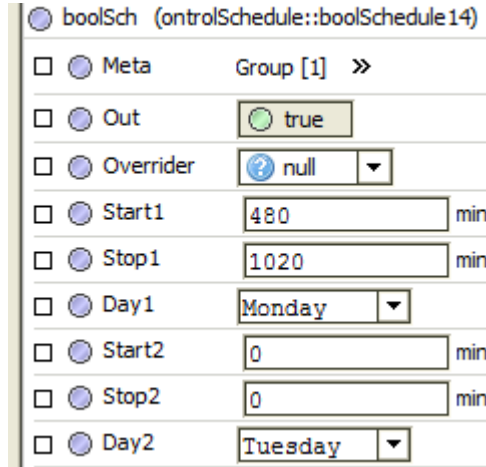 boolSch (ontrolSchedule::boolSchedule14)
Meta Group [1] »
Out true
Overrider ? null
Start1 480 min
Stop1 1020 min
Day1 Monday
Start2 0 min
Stop2 0 min
Day2 Tuesday